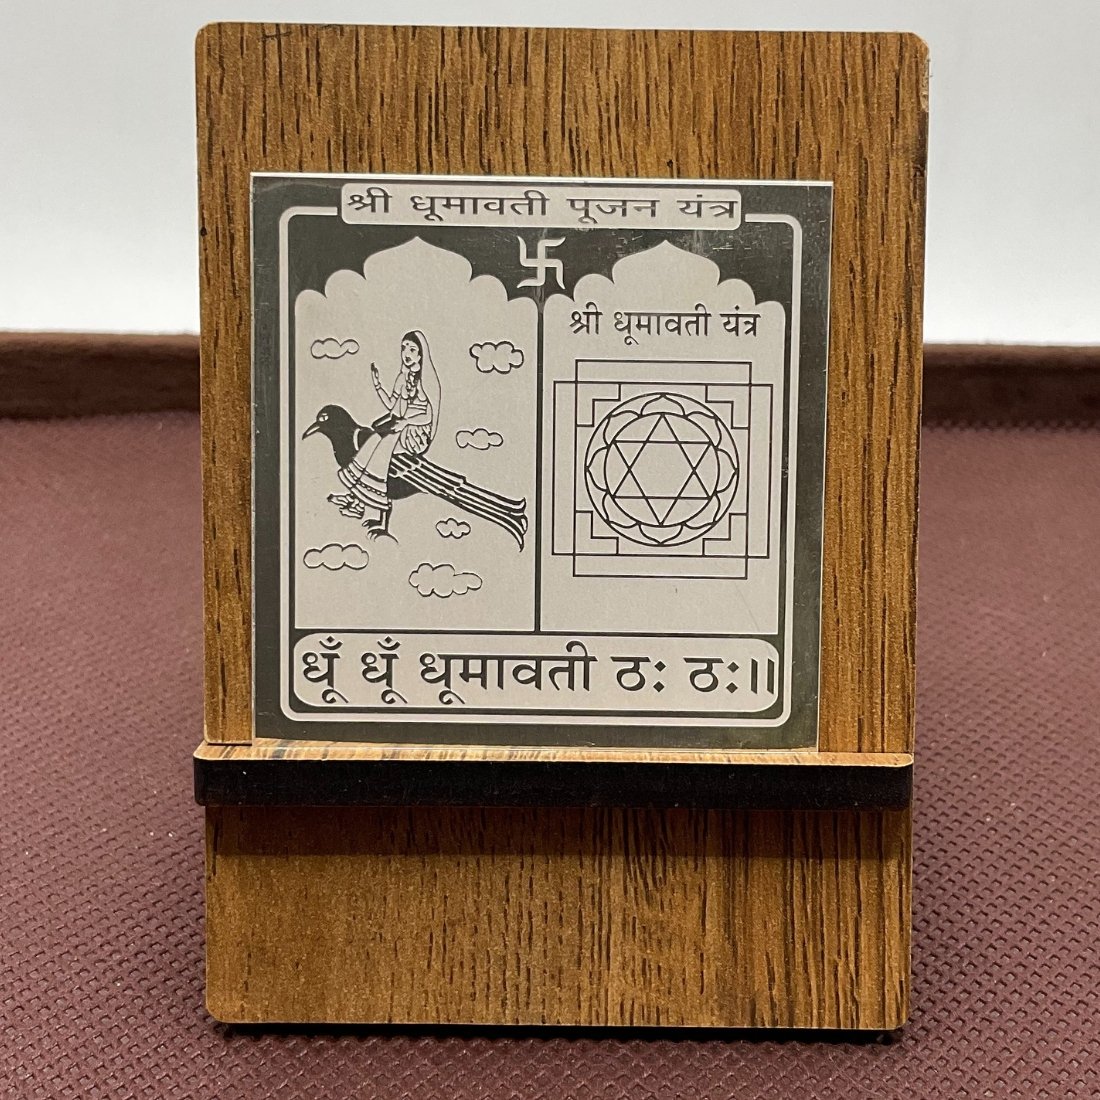 श्री धूमावती पूजन यंत्र
श्री धूमावती यंत्र
धूँ धूँ धूमावती ठः ठः॥